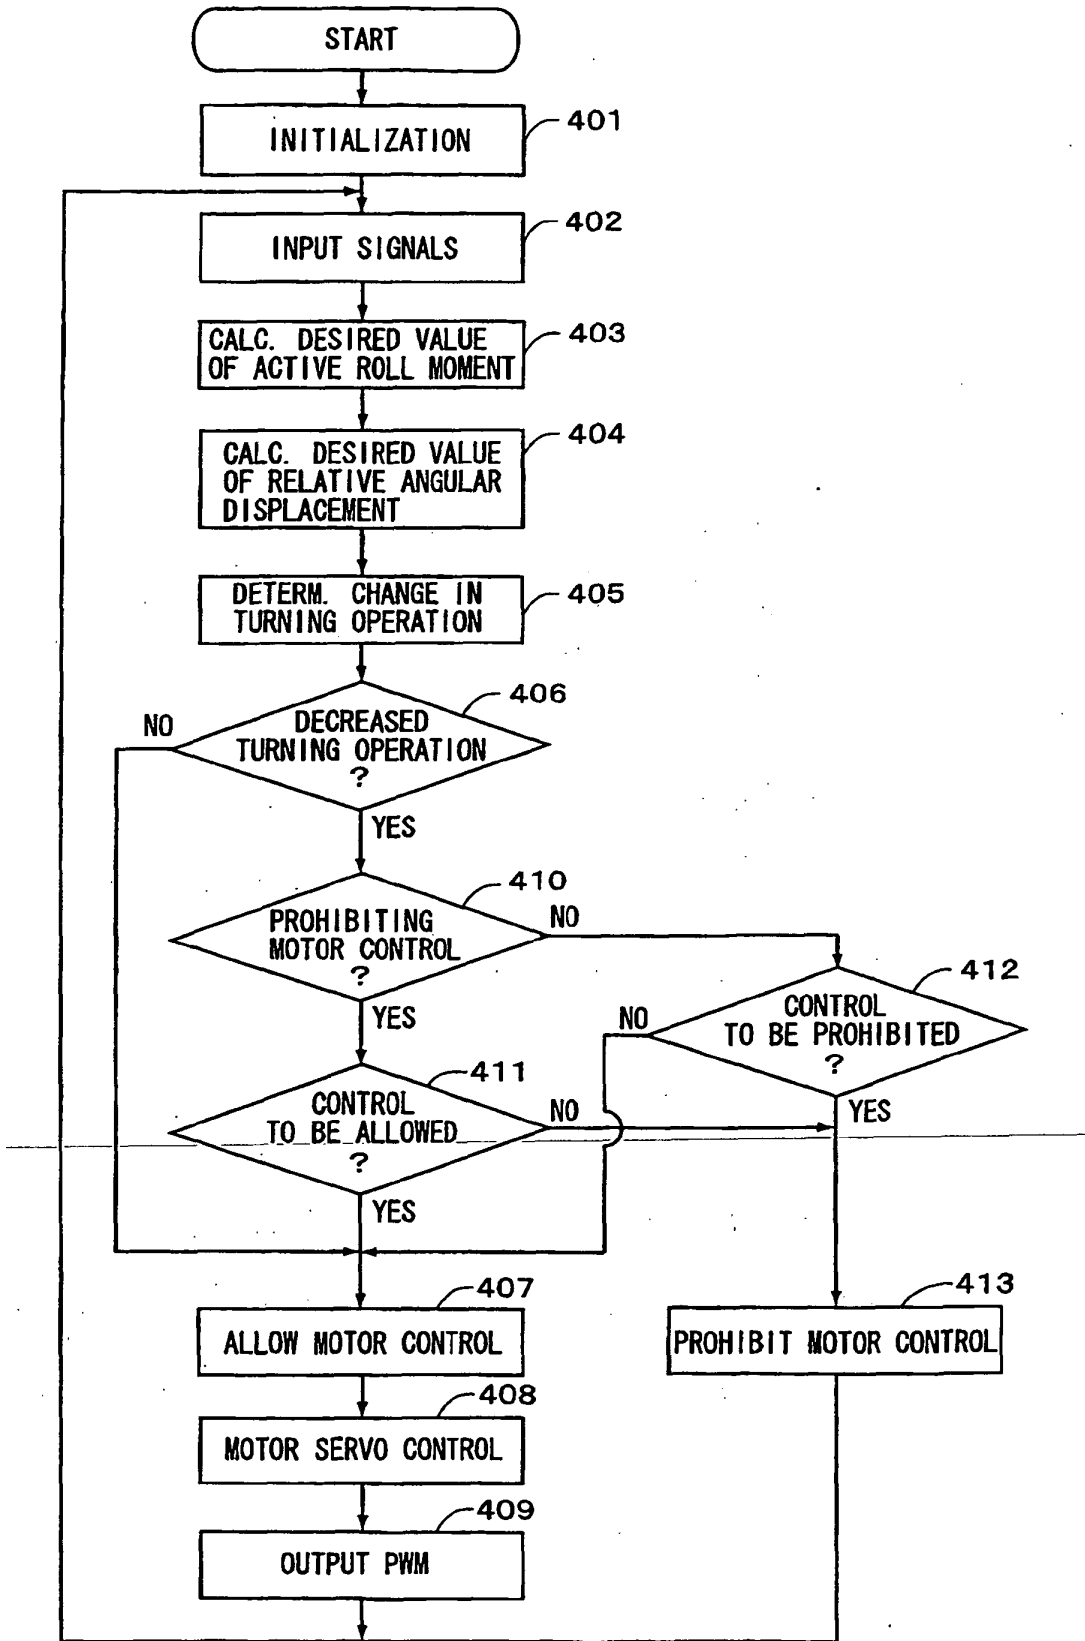 START
INITIALIZATION
401
INPUT SIGNALS
402
CALC. DESIRED VALUE
OF ACTIVE ROLL MOMENT
403
CALC. DESIRED VALUE
OF RELATIVE ANGULAR
DISPLACEMENT
404
DETERM. CHANGE IN
TURNING OPERATION
405
406
NO
DECREASED
TURNING OPERATION
?
YES
410
PROHIBITING
MOTOR CONTROL
?
NO
YES
412
NO
CONTROL
TO BE PROHIBITED
?
YES
411
CONTROL
TO BE ALLOWED
?
NO
YES
407
ALLOW MOTOR CONTROL
413
PROHIBIT MOTOR CONTROL
408
MOTOR SERVO CONTROL
409
OUTPUT PWM